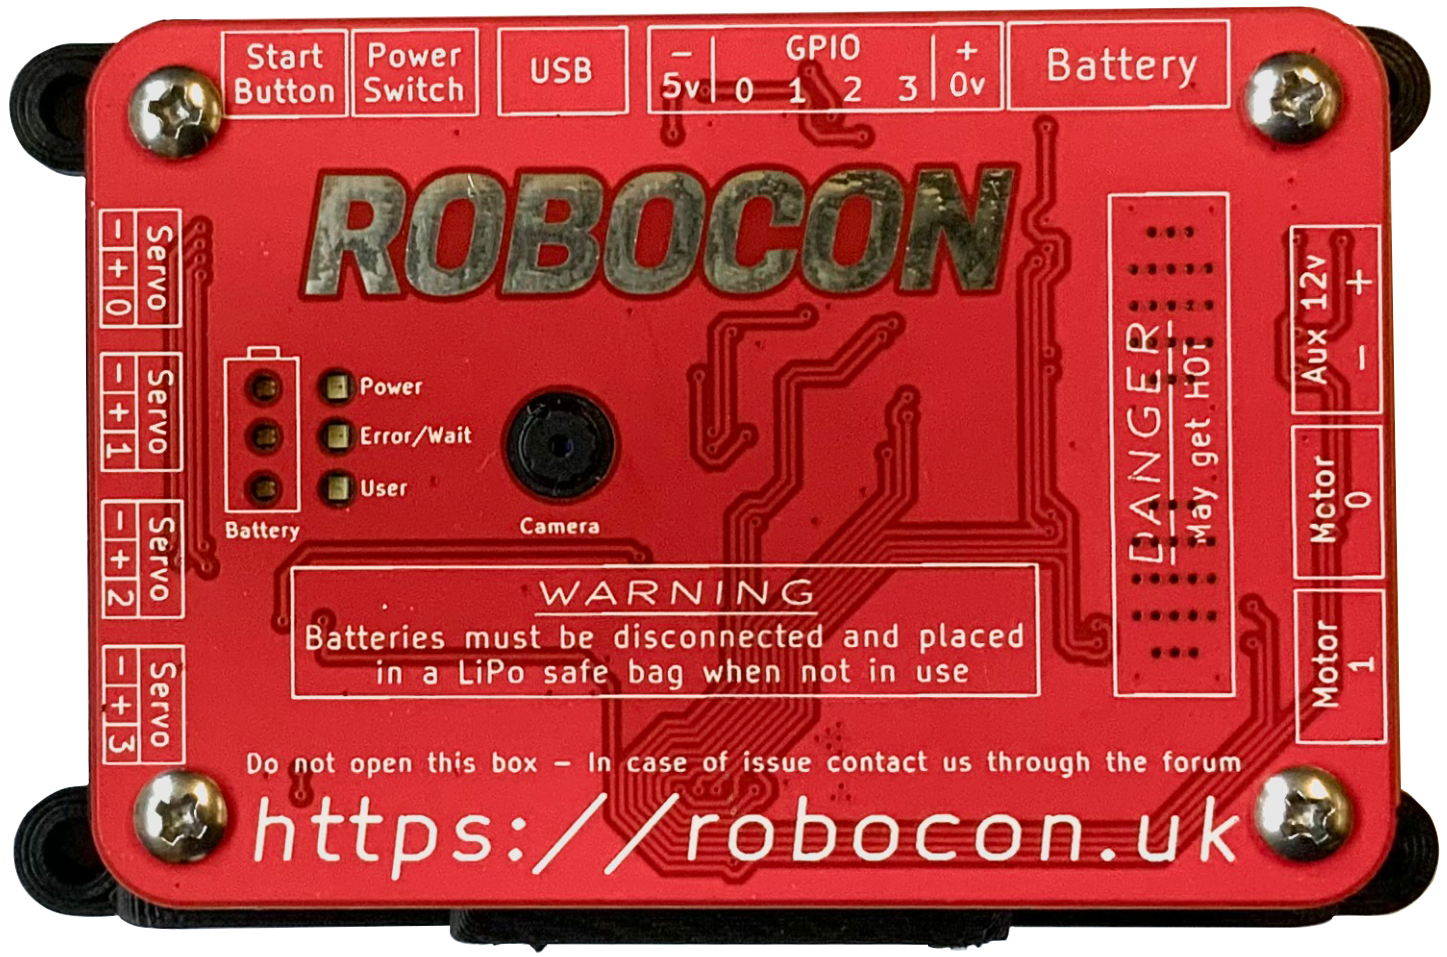 Start
Button
Power
Switch
USB
GPIO
− 5v 0 1 2 3 + 0v
Battery
ROBOCON
Servo
− + 0
Servo
− + 1
Servo
− + 2
Servo
− + 3
Power
Error/Wait
User
Battery
Camera
DANGER
May get HOT
Aux 12v
− +
Motor
0
Motor
1
WARNING
Batteries must be disconnected and placed
in a LiPo safe bag when not in use
Do not open this box – In case of issue contact us through the forum
https://robocon.uk